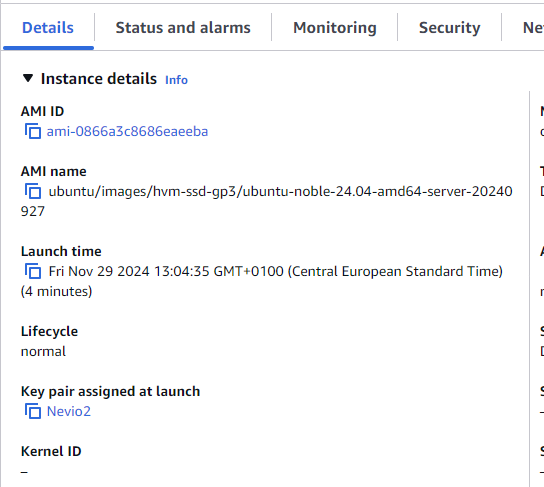 Details Status and alarms Monitoring Security Ne
Instance details Info
AMI ID
ami-0866a3c8686eaeeba
AMI name
ubuntu/images/hvm-ssd-gp3/ubuntu-noble-24.04-amd64-server-20240
927
Launch time
Fri Nov 29 2024 13:04:35 GMT+0100 (Central European Standard Time)
(4 minutes)
Lifecycle
normal
Key pair assigned at launch
Nevio2
Kernel ID
–